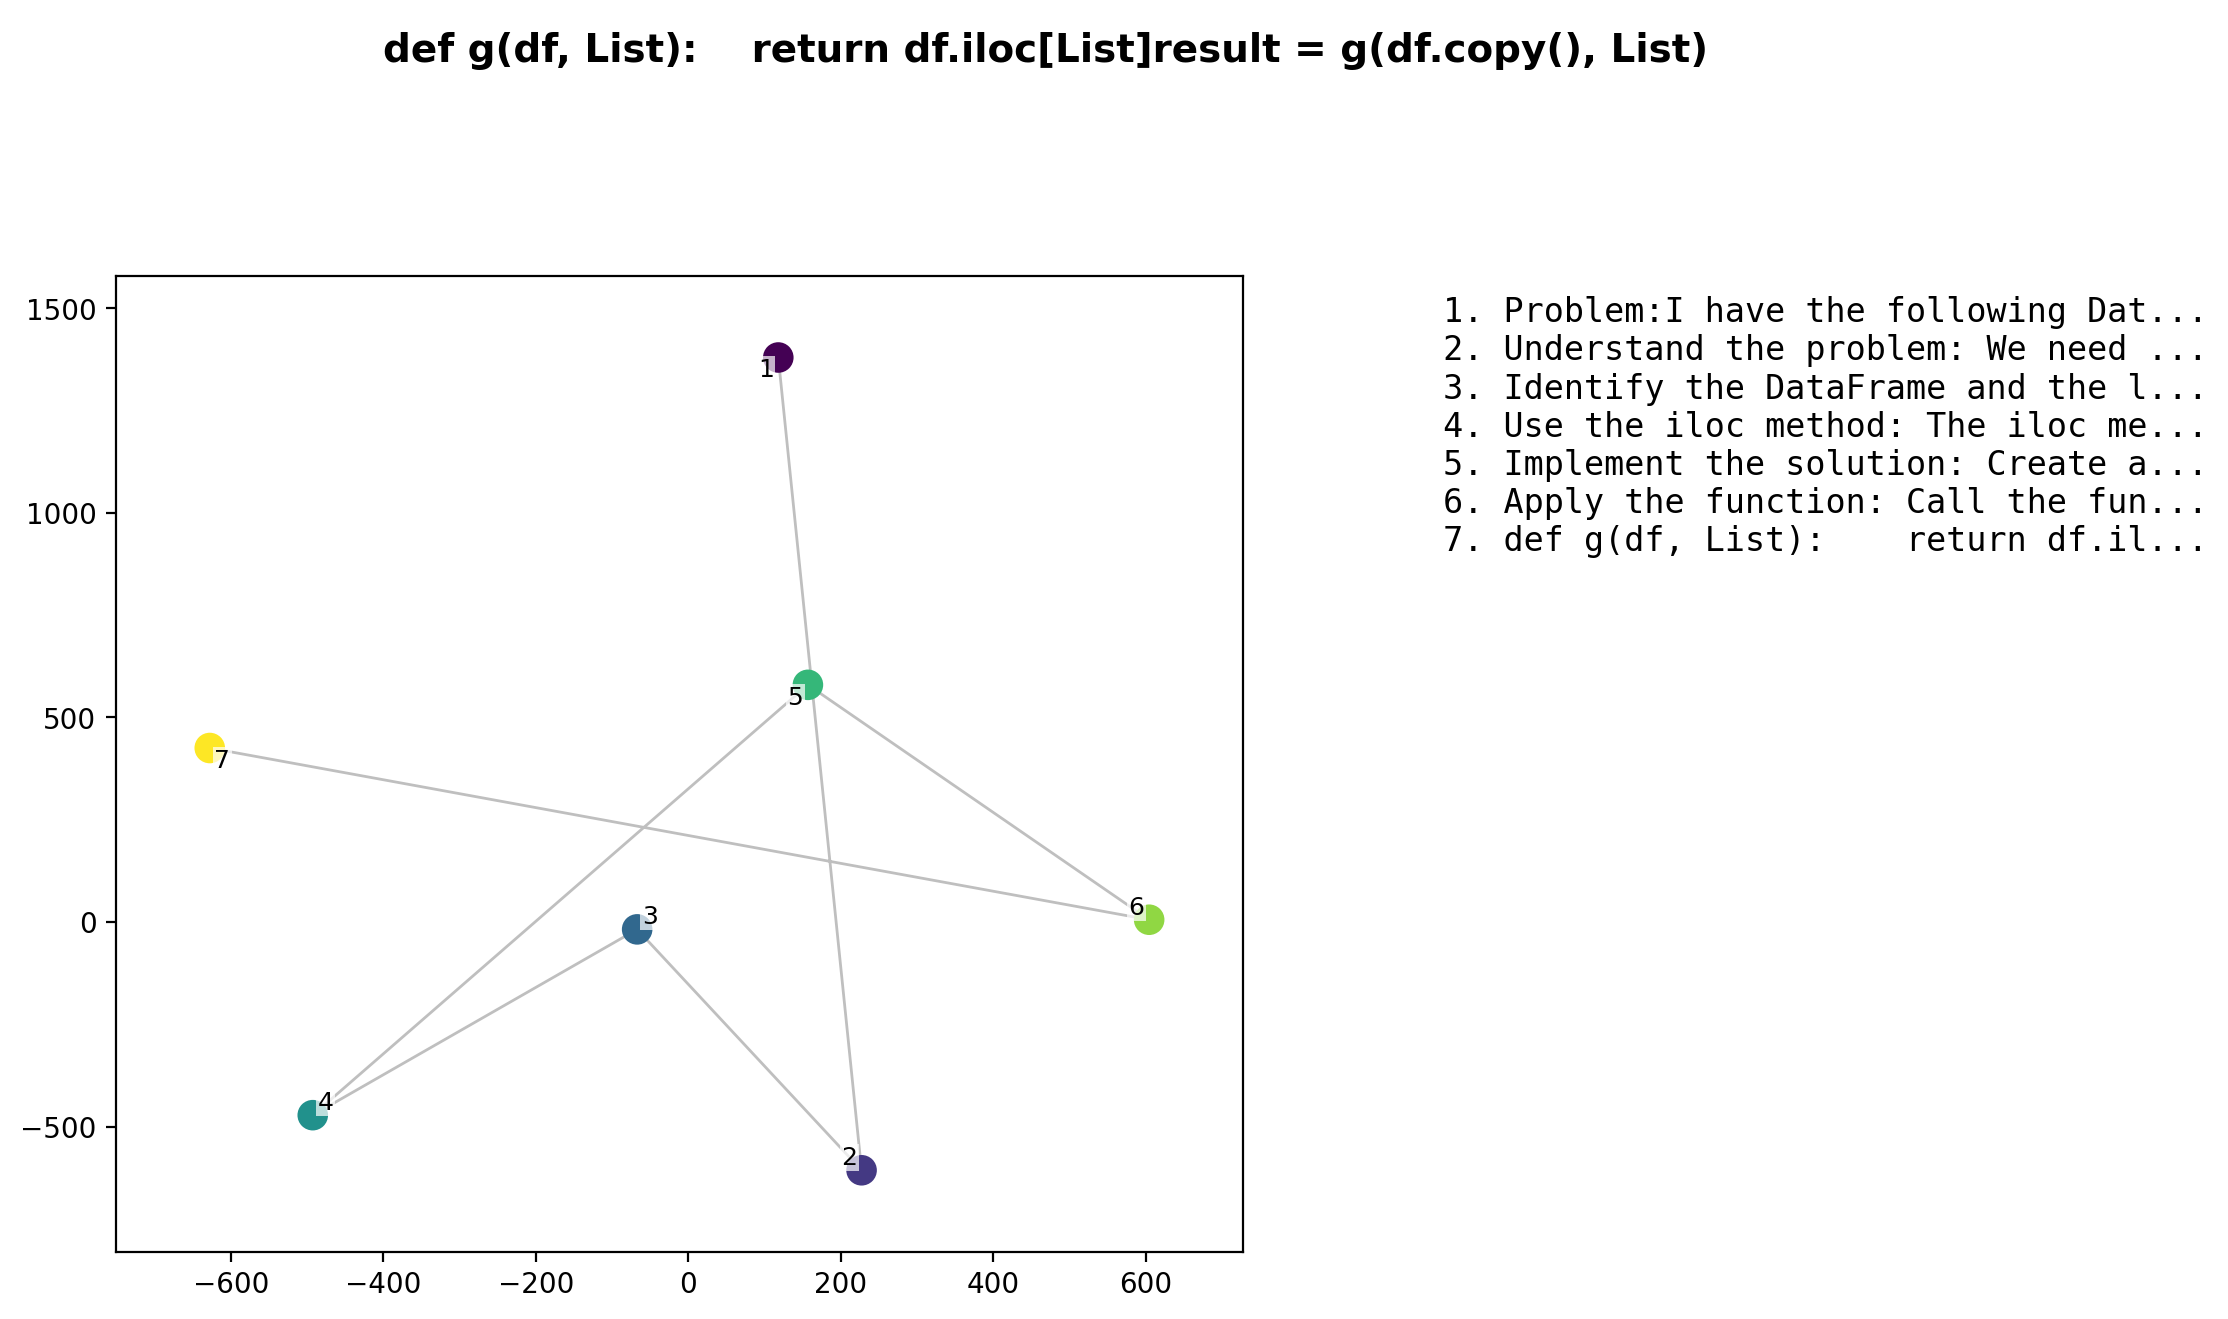 def g(df, List):    return df.iloc[List]result = g(df.copy(), List)
1500
1000
500
0
−500
−600
−400
−200
0
200
400
600
1
5
7
3
6
4
2
1. Problem:I have the following Dat...
2. Understand the problem: We need ...
3. Identify the DataFrame and the l...
4. Use the iloc method: The iloc me...
5. Implement the solution: Create a...
6. Apply the function: Call the fun...
7. def g(df, List):    return df.il...